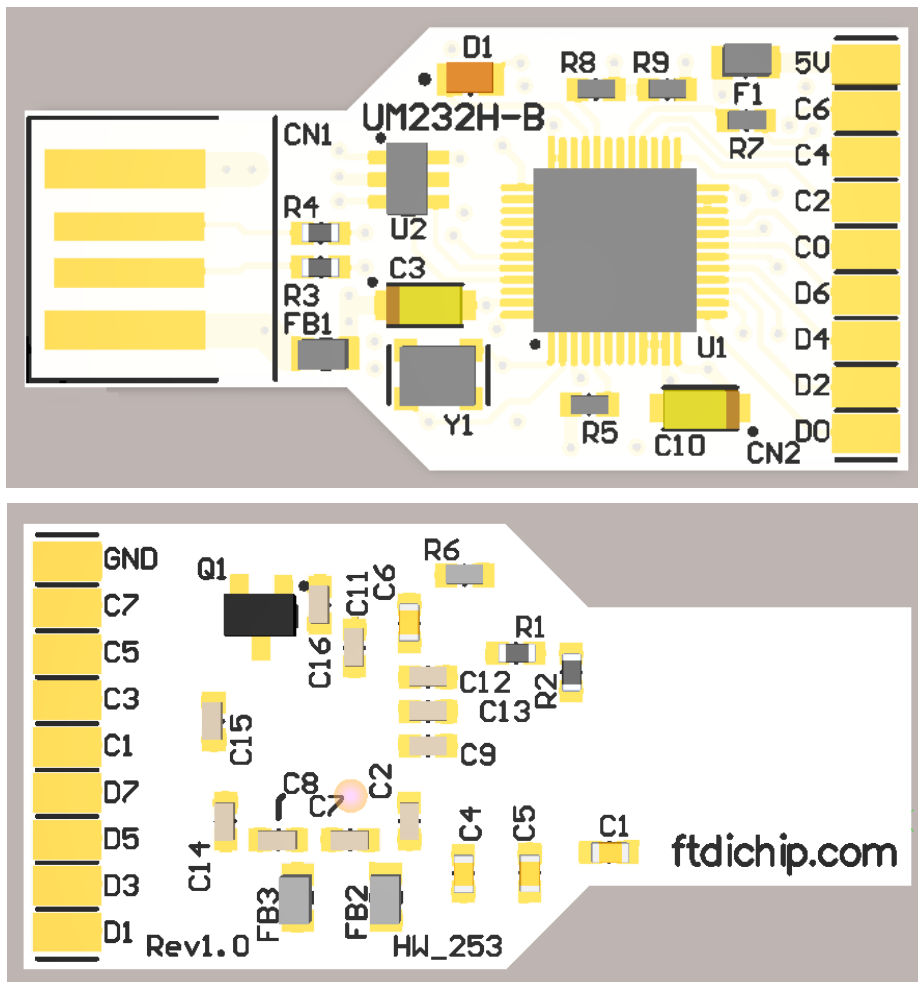 D1
R8
R9
5V
F1
C6
UM232H-B
CN1
R7
C4
C2
R4
U2
C0
C3
R3
D6
FB1
D4
U1
D2
Y1
R5
C10
CN2
D0
GND
Q1
C11
C6
R6
C7
C5
C16
R1
R2
C12
C3
C13
C15
C1
C9
D7
C8
C7
C2
C4
C5
C1
D5
C14
ftdichip.com
D3
FB3
FB2
D1
Rev1.0
HW_253